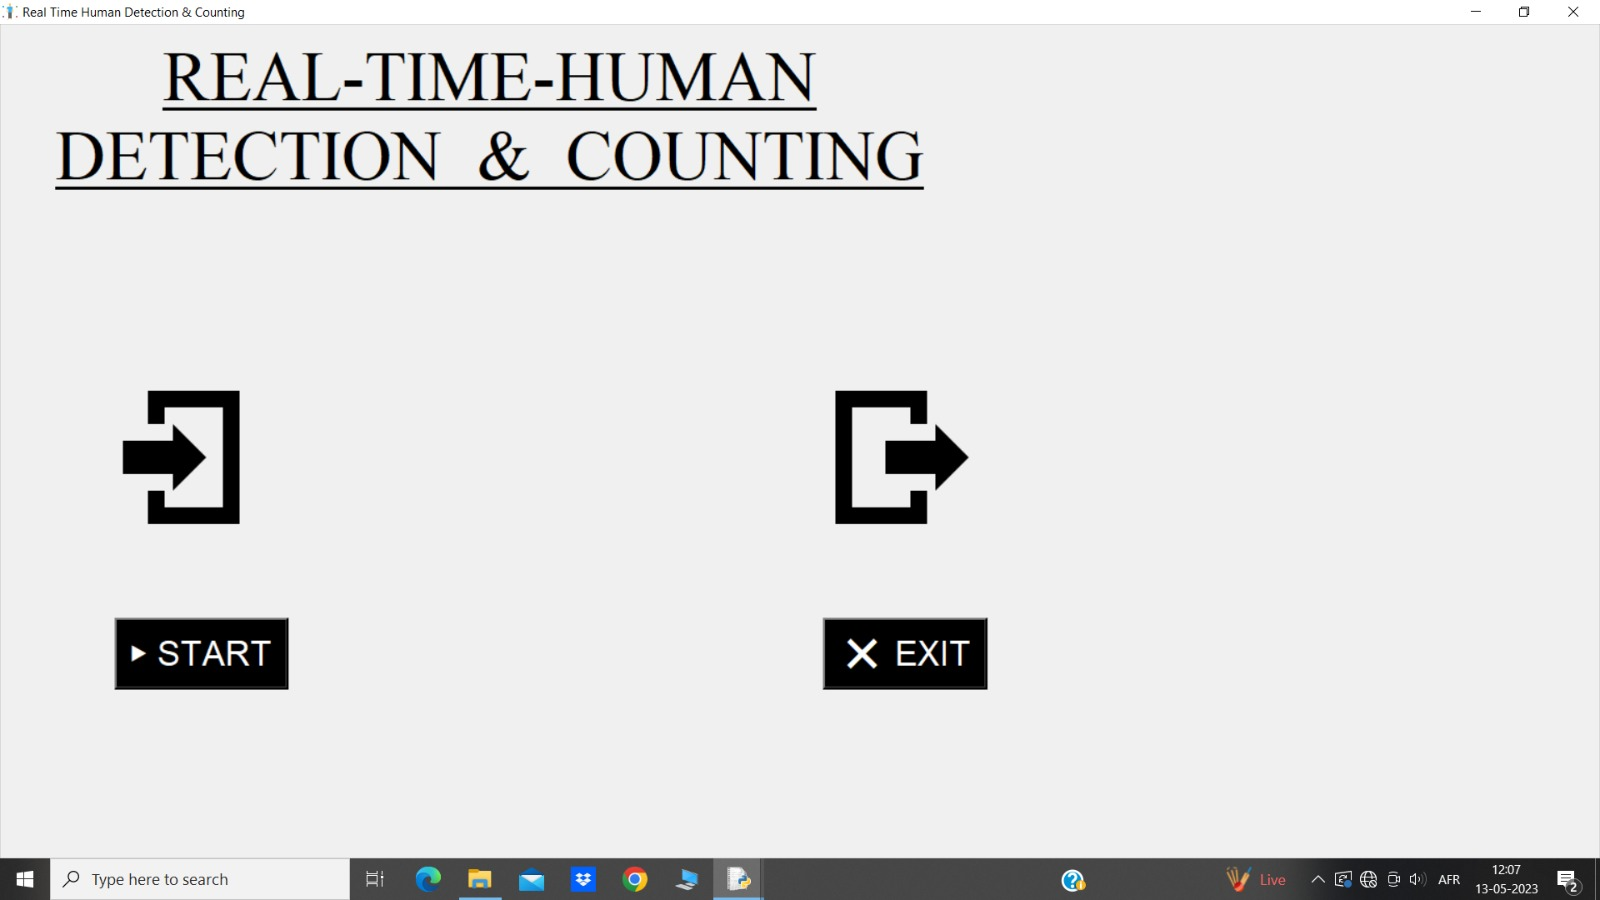 Real Time Human Detection & Counting
REAL-TIME-HUMAN
DETECTION & COUNTING
START
EXIT
Type here to search
Live
AFR
12:07
13-05-2023
2